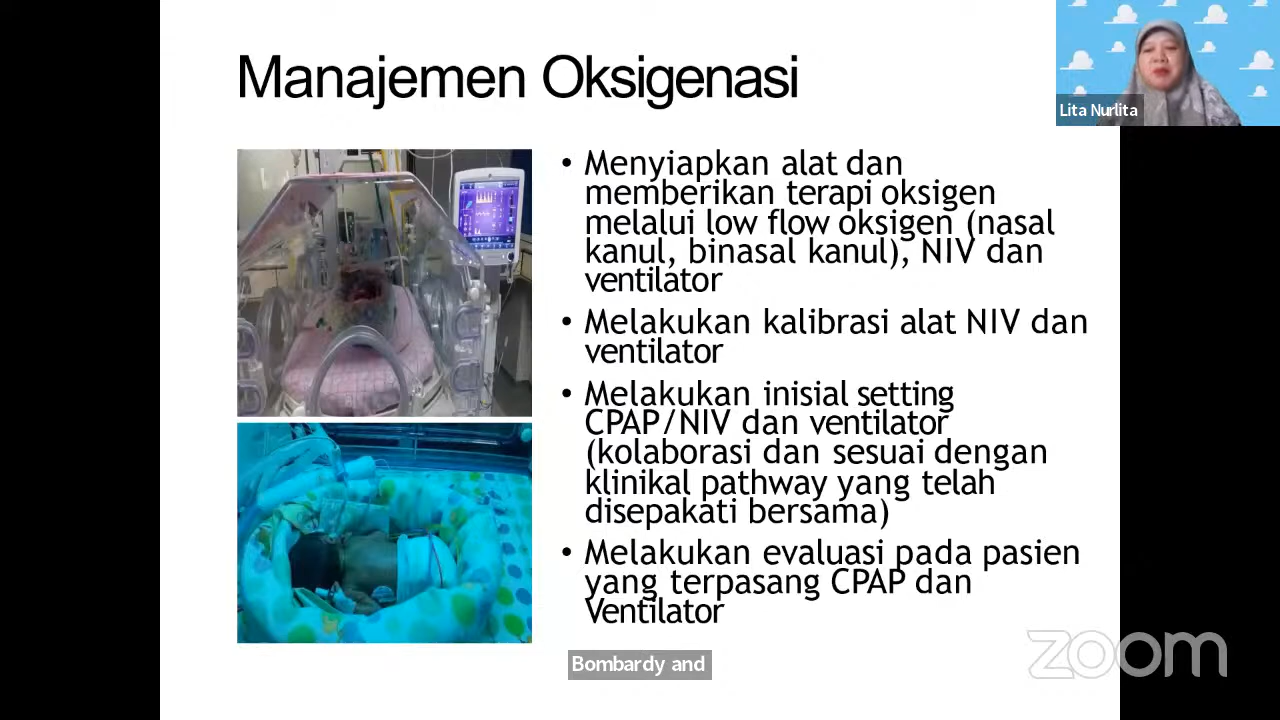 Manajemen Oksigenasi
Lita Nurlita
• Menyiapkan alat dan
memberikan terapi oksigen
melalui low flow oksigen (nasal
kanul, binasal kanul), NIV dan
ventilator
• Melakukan kalibrasi alat NIV dan
ventilator
• Melakukan inisial setting
CPAP/NIV dan ventilator
(kolaborasi dan sesuai dengan
klinikal pathway yang telah
disepakati bersama)
• Melakukan evaluasi pada pasien
yang terpasang CPAP dan
Ventilator
Bombardy and
zoom